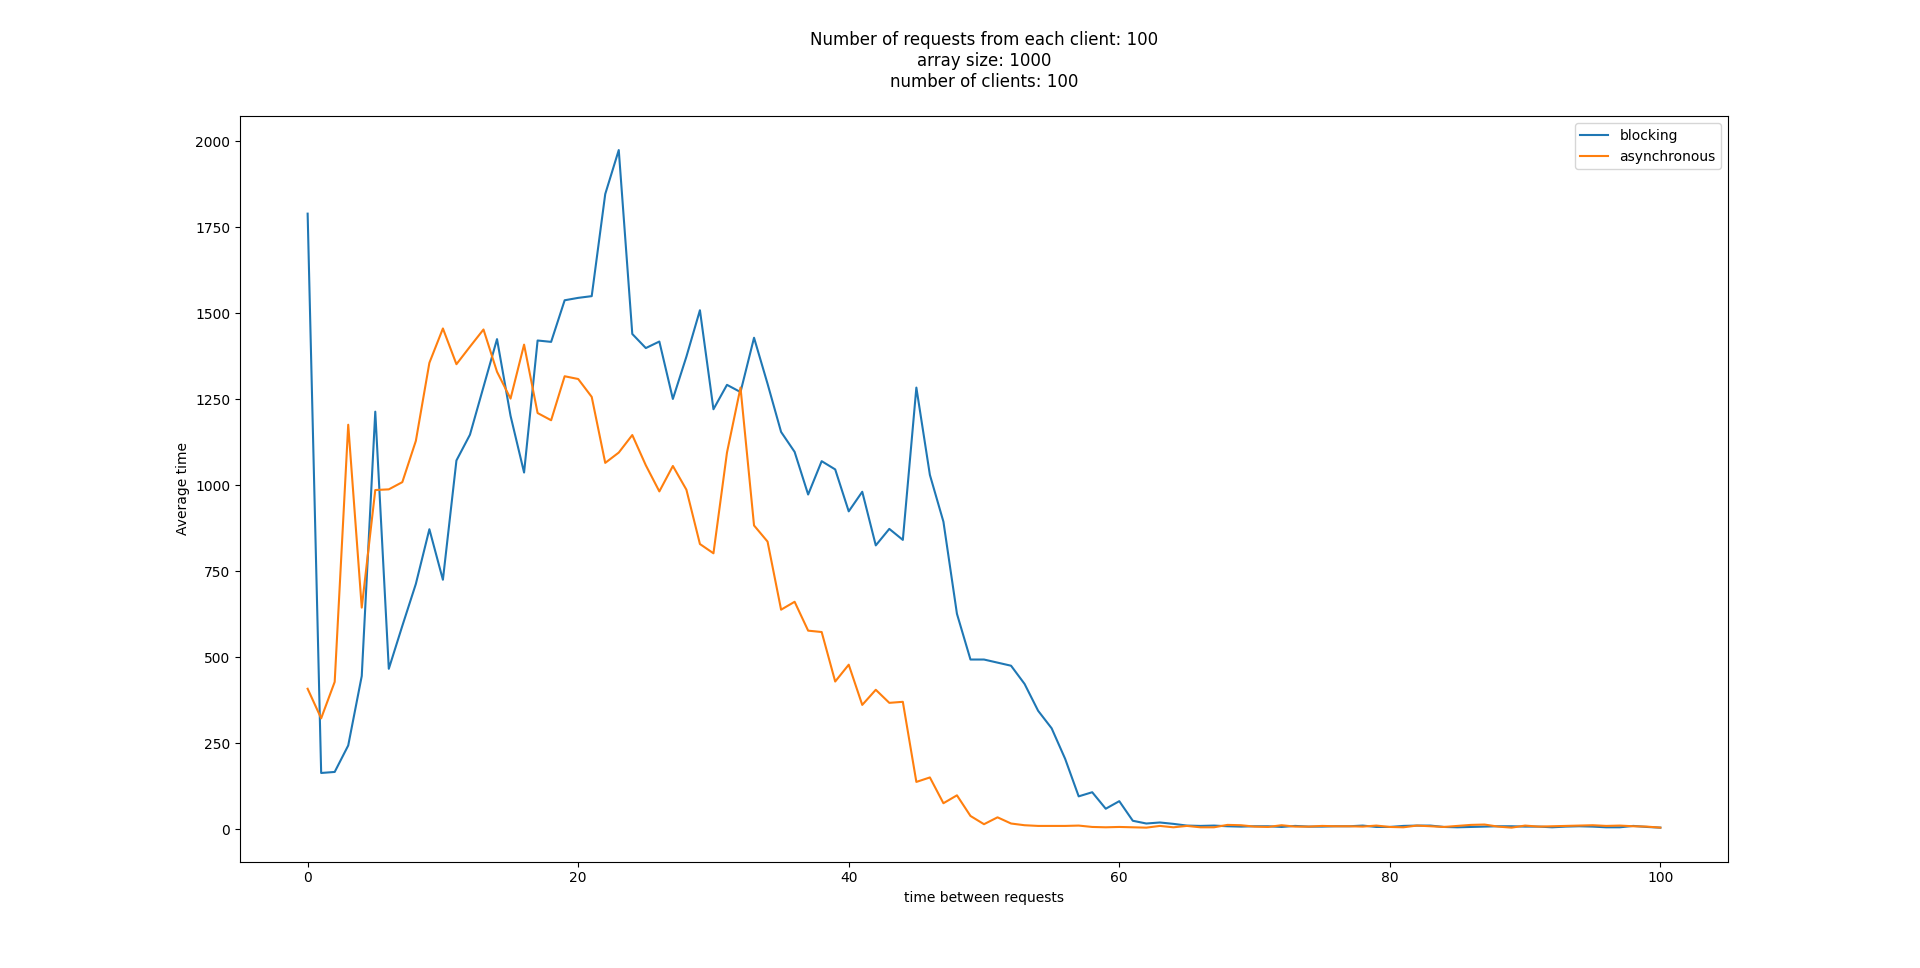 Number of requests from each client: 100
array size: 1000
number of clients: 100
blocking
asynchronous
2000
1750
1500
1250
1000
750
500
250
0
Average time
0 20 40 60 80 100
time between requests